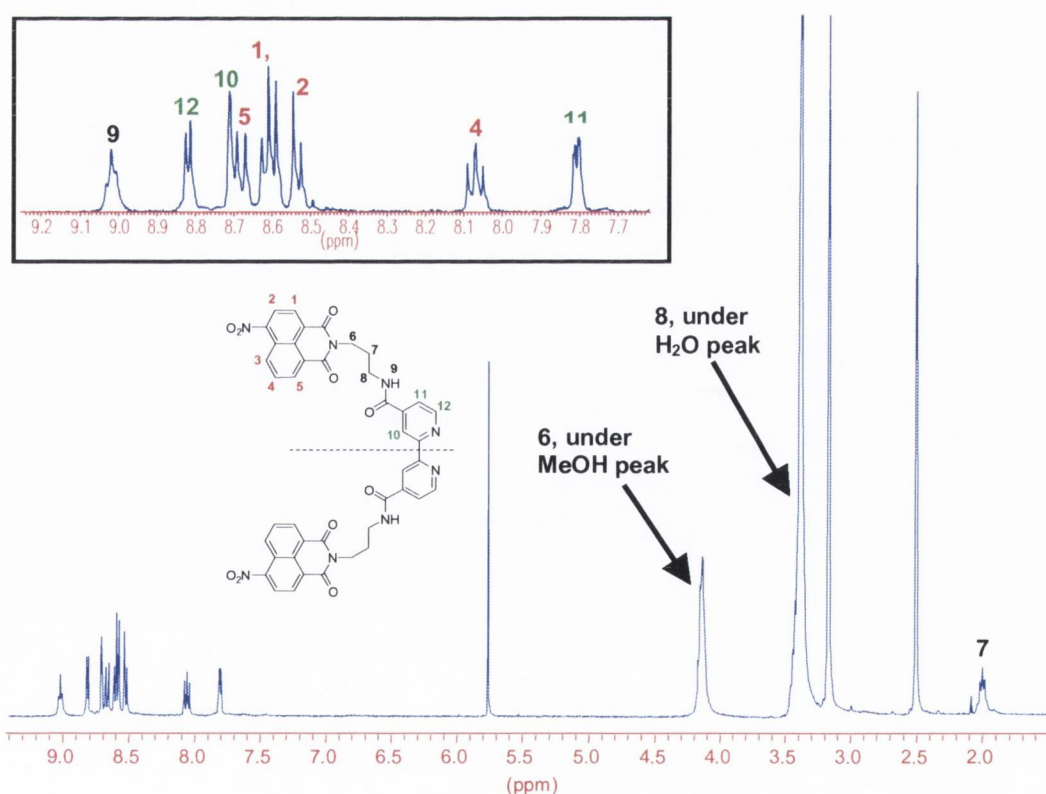 1,
10
2
12
5
4
11
9
9.2 9.1 9.0 8.9 8.8 8.7 8.6 8.5 8.4 8.3 8.2 8.1 8.0 7.9 7.8 7.7
(ppm)
2 1
O
O₂N
6
N
7
3
8
9
O
NH
4 5
11
12
O
N
10
N
O
NH
O
N
O₂N
O
8, under
H₂O peak
6, under
MeOH peak
7
9.0 8.5 8.0 7.5 7.0 6.5 6.0 5.5 5.0 4.5 4.0 3.5 3.0 2.5 2.0
(ppm)